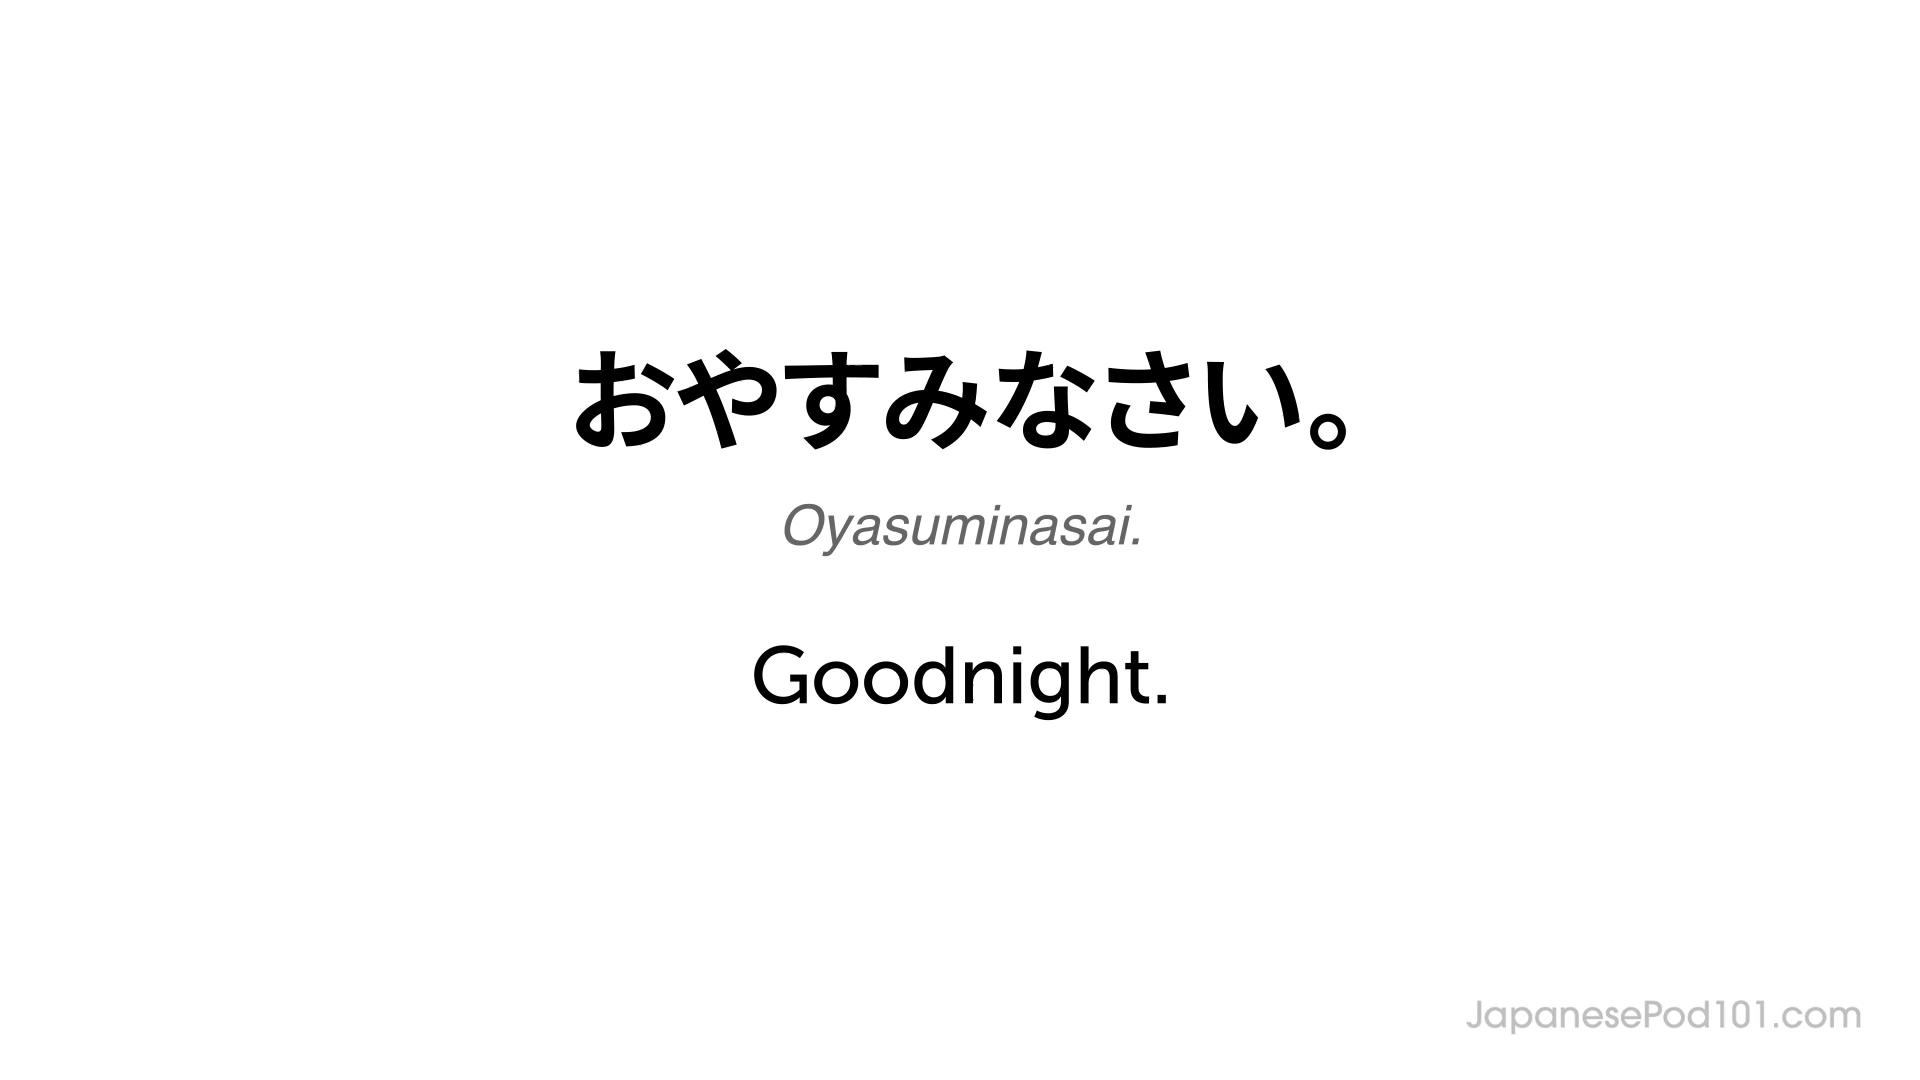 おやすみなさい。
Oyasuminasai.
Goodnight.
JapanesePod101.com